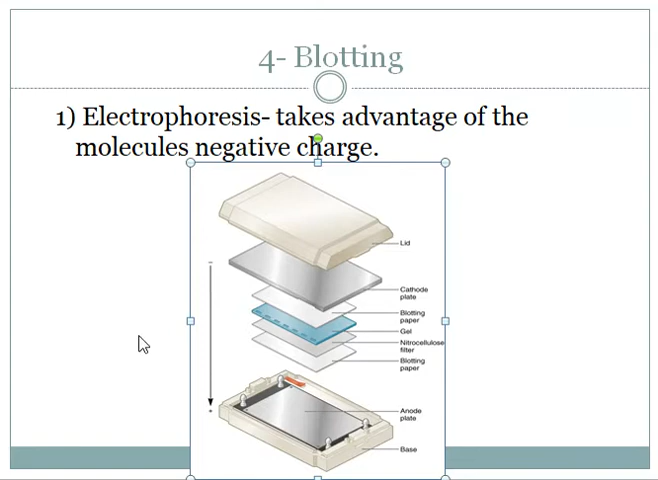 4- Blotting
1) Electrophoresis- takes advantage of the
molecules negative charge.
Lid
-
Cathode
plate
Blotting
paper
Gel
Nitrocellulose
filter
Blotting
paper
+
Anode
plate
Base